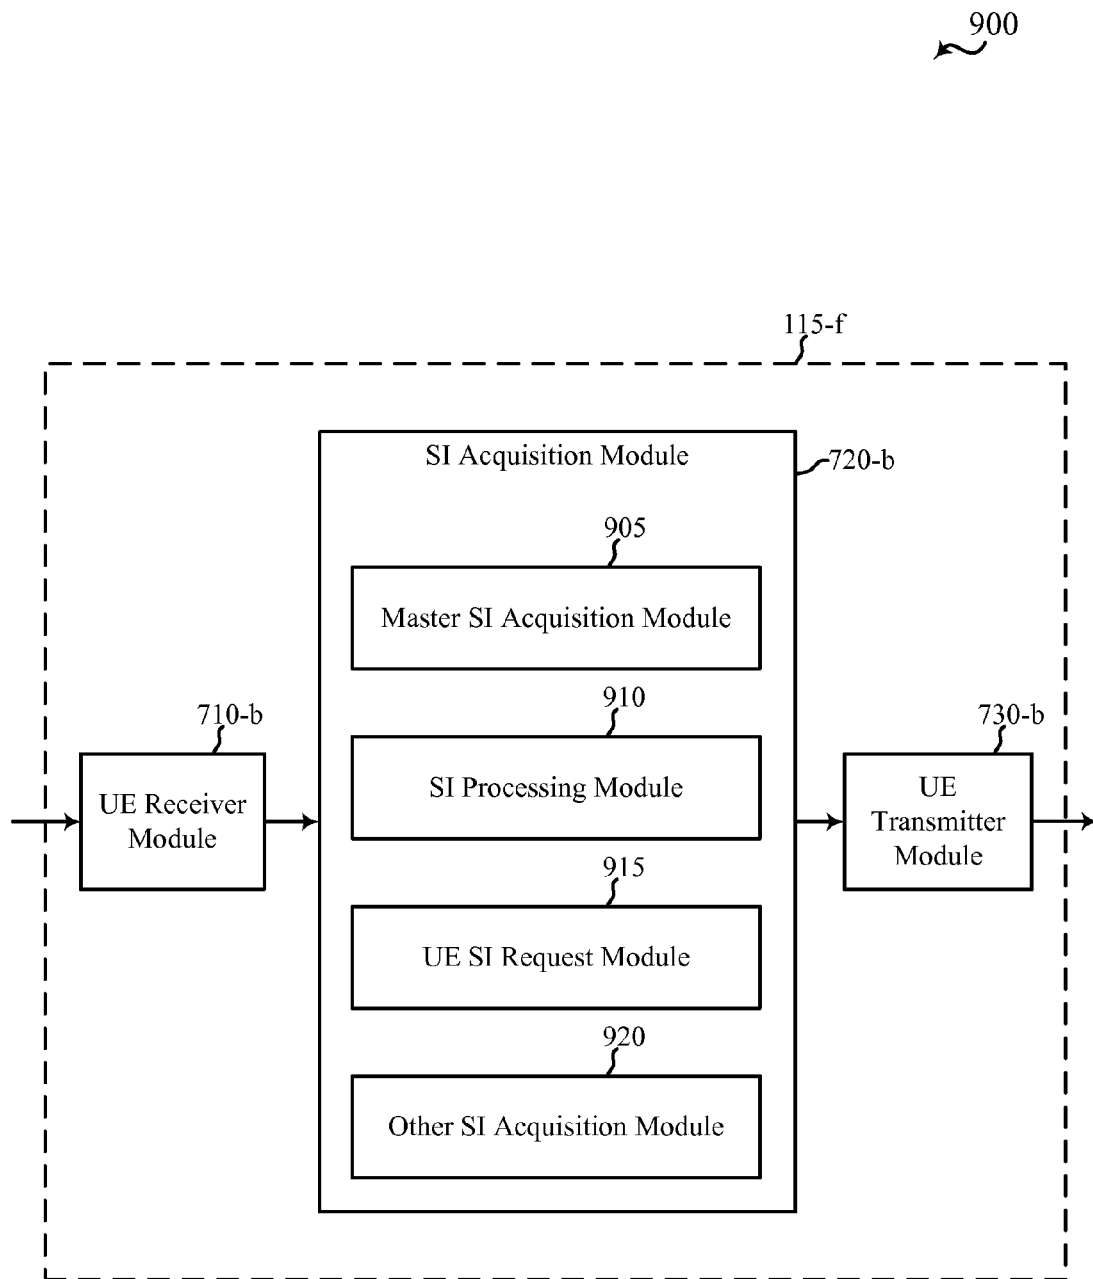 900
115-f
SI Acquisition Module
720-b
905
Master SI Acquisition Module
910
SI Processing Module
710-b
UE Receiver
Module
730-b
UE
Transmitter
Module
915
UE SI Request Module
920
Other SI Acquisition Module